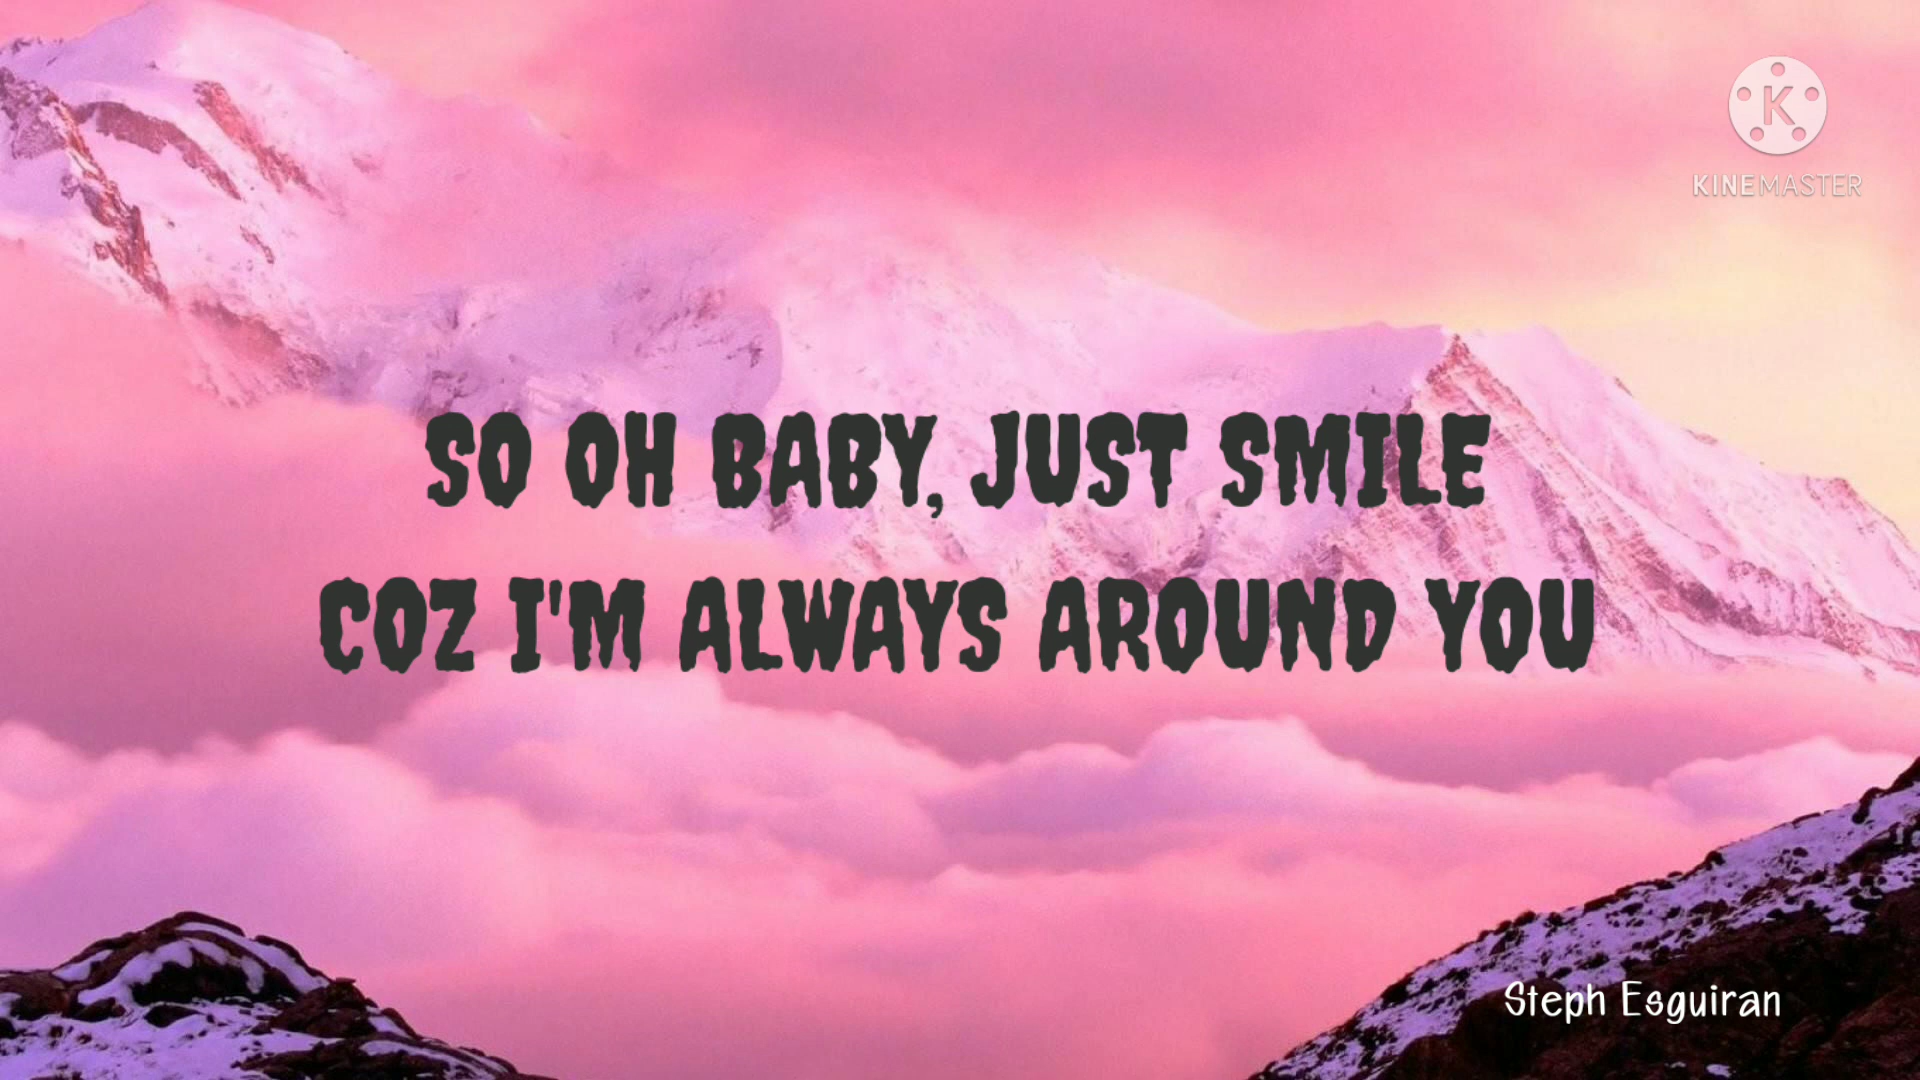 K
KINEMASTER
SO OH BABY, JUST SMILE
COZ I'M ALWAYS AROUND YOU
Steph Esguiran